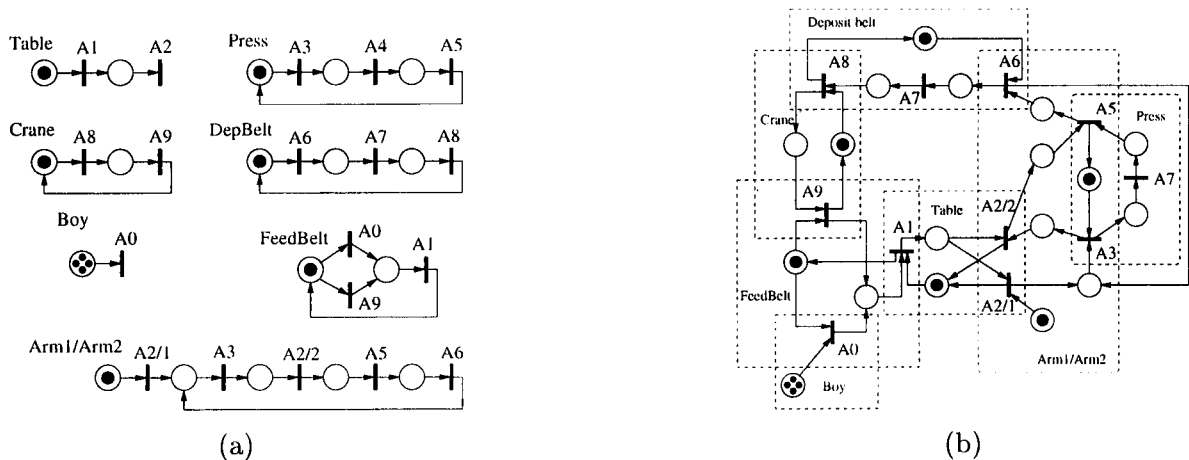 Table
A1
A2
Press
A3
A4
A5
Crane
A8
A9
DepBelt
A6
A7
A8
Boy
A0
FeedBelt
A0
A1
A9
Arm1/Arm2
A2/1
A3
A2/2
A5
A6
(a)
Deposit belt
A8
A7
A6
A5
Press
Crane
A7
A9
A1
Table
A2/2
A3
FeedBelt
A2/1
A0
Arm1/Arm2
Boy
(b)